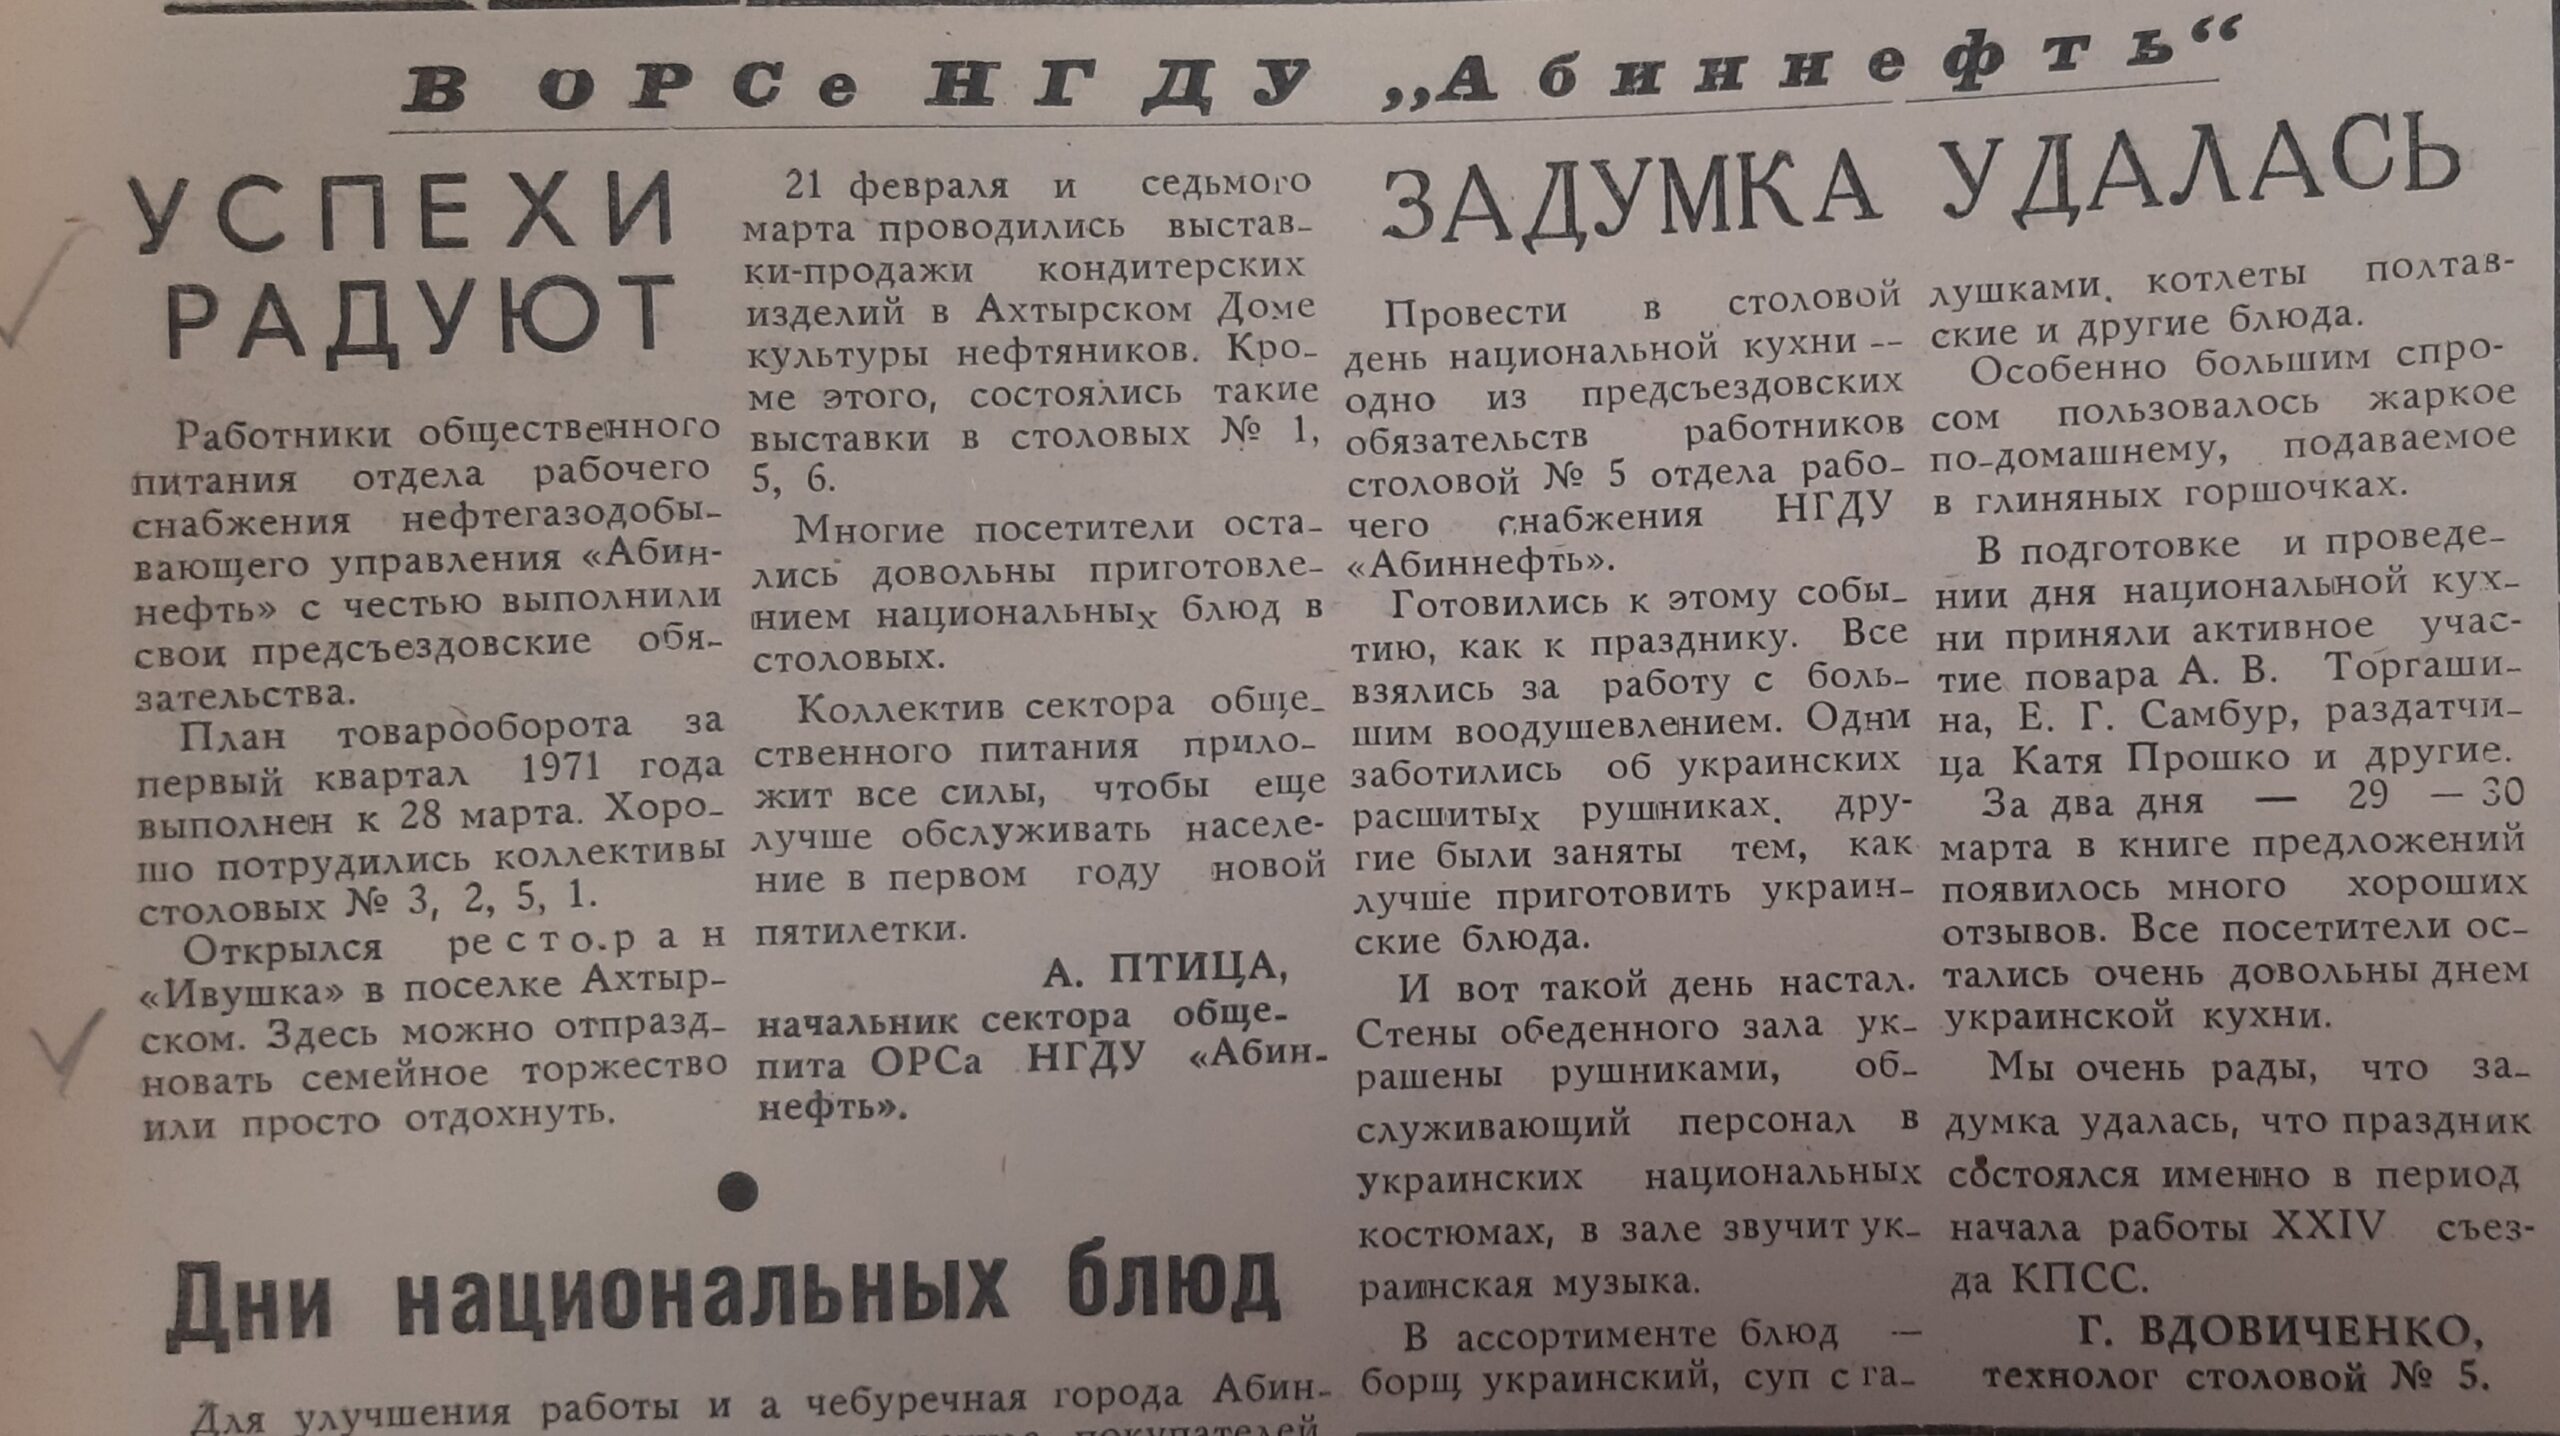 В ОРСе НГДУ „Абиннефть“
УСПЕХИ
РАДУЮТ
Работники общественного
питания отдела рабочего
снабжения нефтегазодобы-
вающего управления «Абин-
нефть» с честью выполнили
свои предсъездовские обя-
зательства.
План товарооборота за
первый квартал 1971 года
выполнен к 28 марта. Хоро-
шо потрудились коллективы
столовых № 3, 2, 5, 1.
Открылся ресторан
«Ивушка» в поселке Ахтыр-
ском. Здесь можно отпразд-
новать семейное торжество
или просто отдохнуть.
21 февраля и седьмого
марта проводились выстав-
ки-продажи кондитерских
изделий в Ахтырском Доме
культуры нефтяников. Кро-
ме этого, состоялись такие
выставки в столовых № 1,
5, 6.
Многие посетители оста-
лись довольны приготовле-
нием национальных блюд в
столовых.
Коллектив сектора обще-
ственного питания прило-
жит все силы, чтобы еще
лучше обслуживать населе-
ние в первом году новой
пятилетки.
А. ПТИЦА,
начальник сектора обще-
пита ОРСа НГДУ «Абин-
нефть».
Дни национальных блюд
Для улучшения работы и а чебуречная города Абин-
покупателей
ЗАДУМКА УДАЛАСЬ
Провести в столовой
день национальной кухни —
одно из предсъездовских
обязательств работников
столовой № 5 отдела рабо-
чего снабжения НГДУ
«Абиннефть».
Готовились к этому собы-
тию, как к празднику. Все
взялись за работу с боль-
шим воодушевлением. Одни
заботились об украинских
расшитых рушниках, дру-
гие были заняты тем, как
лучше приготовить украин-
ские блюда.
И вот такой день настал.
Стены обеденного зала ук-
рашены рушниками, об-
служивающий персонал в
украинских национальных
костюмах, в зале звучит ук-
раинская музыка.
В ассортименте блюд —
борщ украинский, суп с га-
лушками, котлеты полтав-
ские и другие блюда.
Особенно большим спро-
сом пользовалось жаркое
по-домашнему, подаваемое
в глиняных горшочках.
В подготовке и проведе-
нии дня национальной кух-
ни приняли активное учас-
тие повара А. В. Торгаши-
на, Е. Г. Самбур, раздатчи-
ца Катя Прошко и другие.
За два дня — 29 — 30
марта в книге предложений
появилось много хороших
отзывов. Все посетители ос-
тались очень довольны днем
украинской кухни.
Мы очень рады, что за-
думка удалась, что праздник
состоялся именно в период
начала работы XXIV съез-
да КПСС.
Г. ВДОВИЧЕНКО,
технолог столовой № 5.